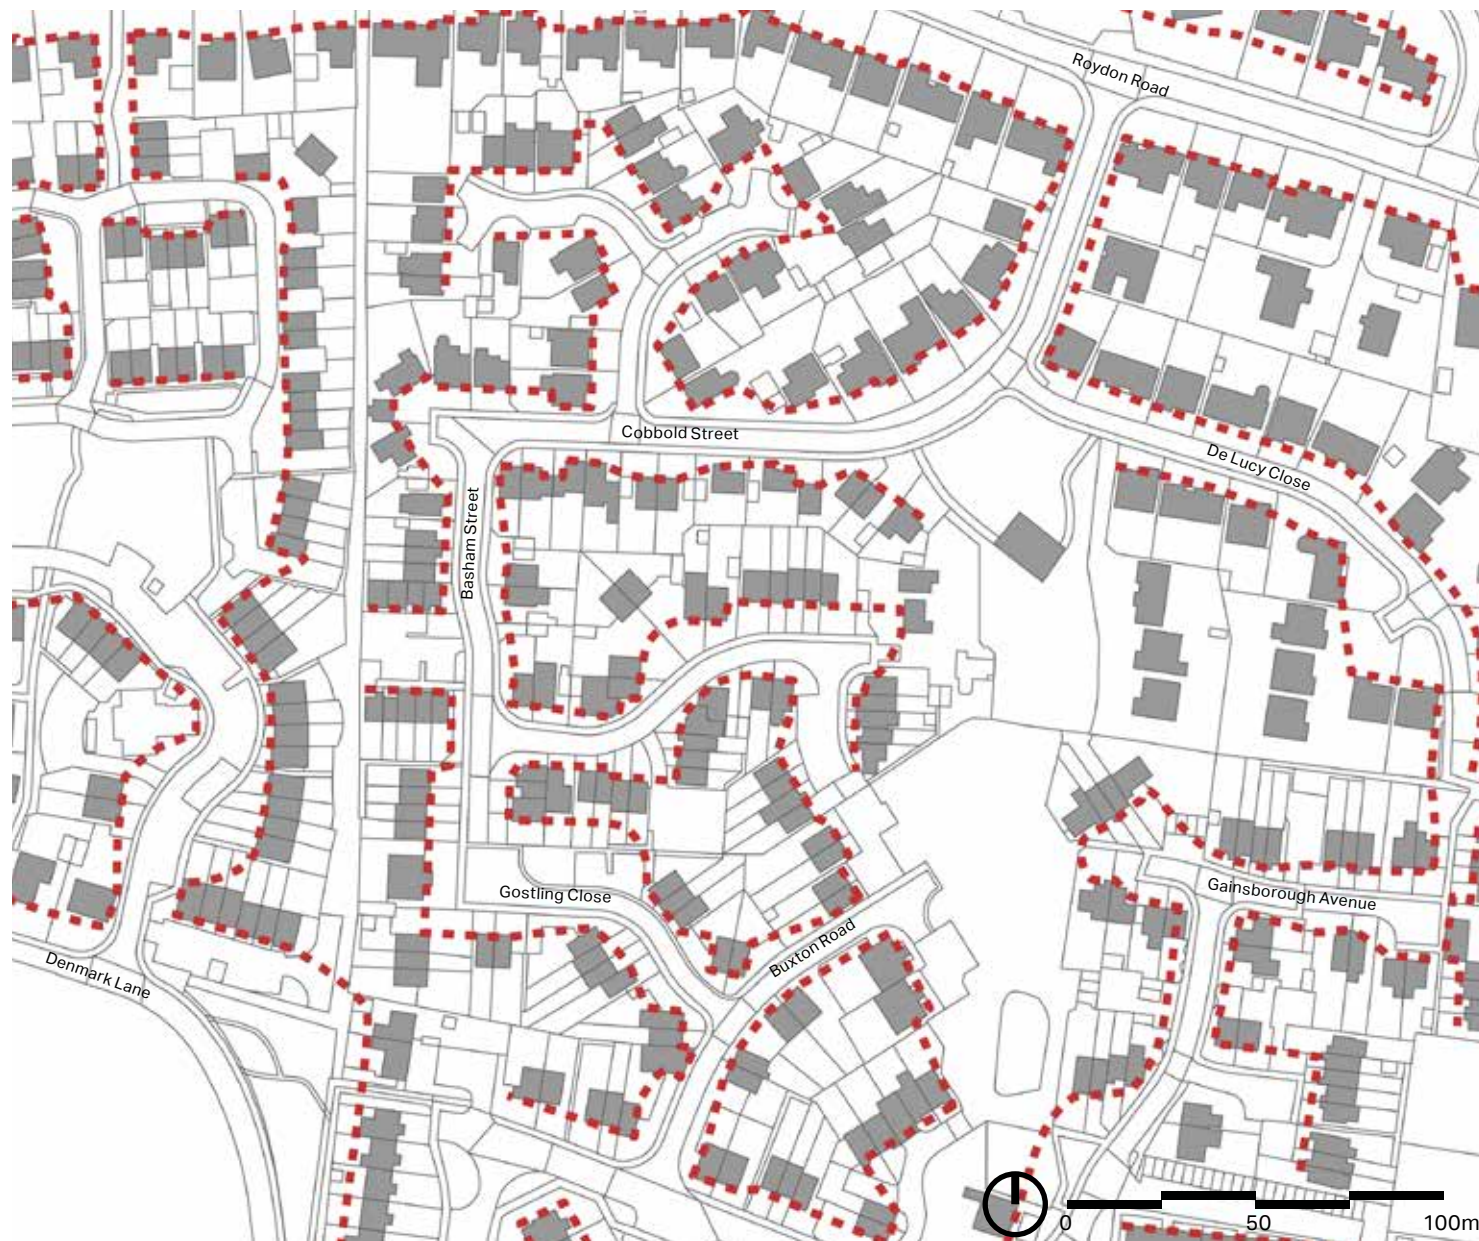 Roydon Road
Cobbold Street
De Lucy Close
Basham Street
Gostling Close
Gainsborough Avenue
Buxton Road
Denmark Lane
0 50 100m